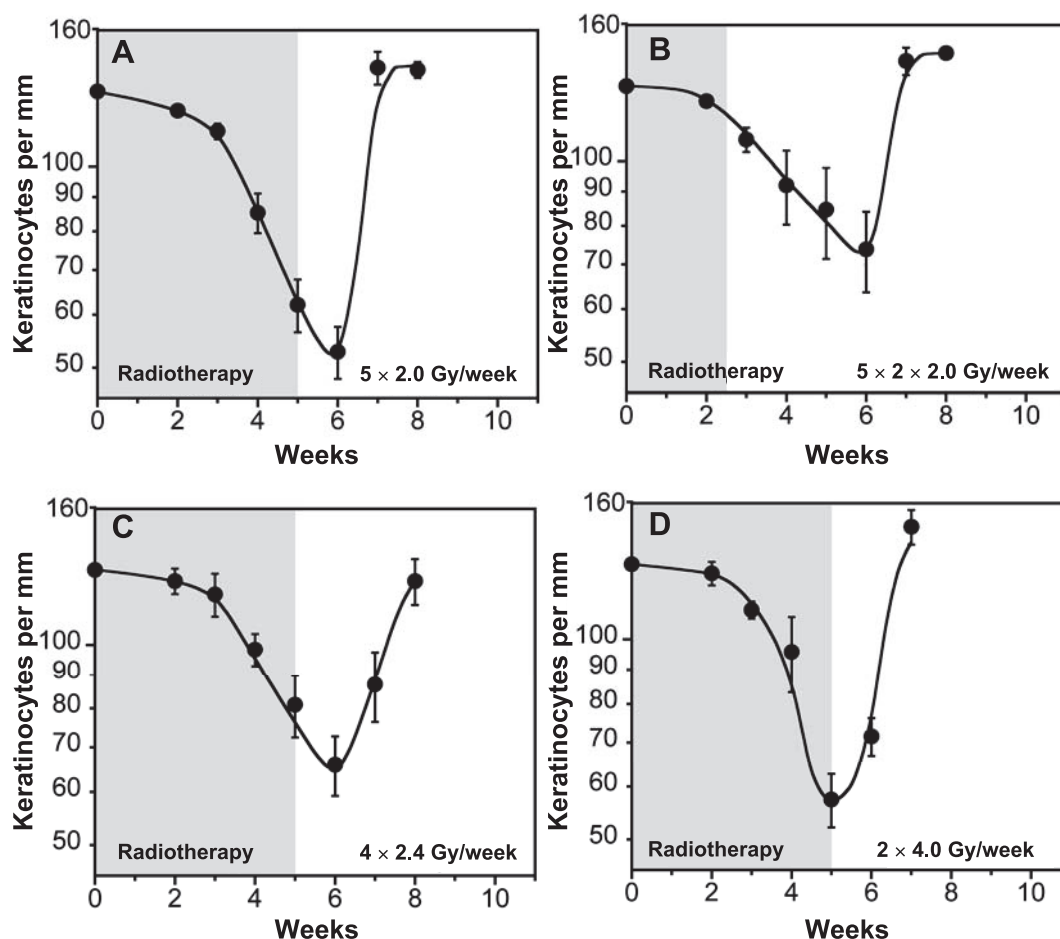 160
A
100
90
80
70
60
50
Keratinocytes per mm
Radiotherapy
5 × 2.0 Gy/week
0 2 4 6 8 10
Weeks
160
B
100
90
80
70
60
50
Keratinocytes per mm
Radiotherapy
5 × 2 × 2.0 Gy/week
0 2 4 6 8 10
Weeks
160
C
100
90
80
70
60
50
Keratinocytes per mm
Radiotherapy
4 × 2.4 Gy/week
0 2 4 6 8 10
Weeks
160
D
100
90
80
70
60
50
Keratinocytes per mm
Radiotherapy
2 × 4.0 Gy/week
0 2 4 6 8 10
Weeks